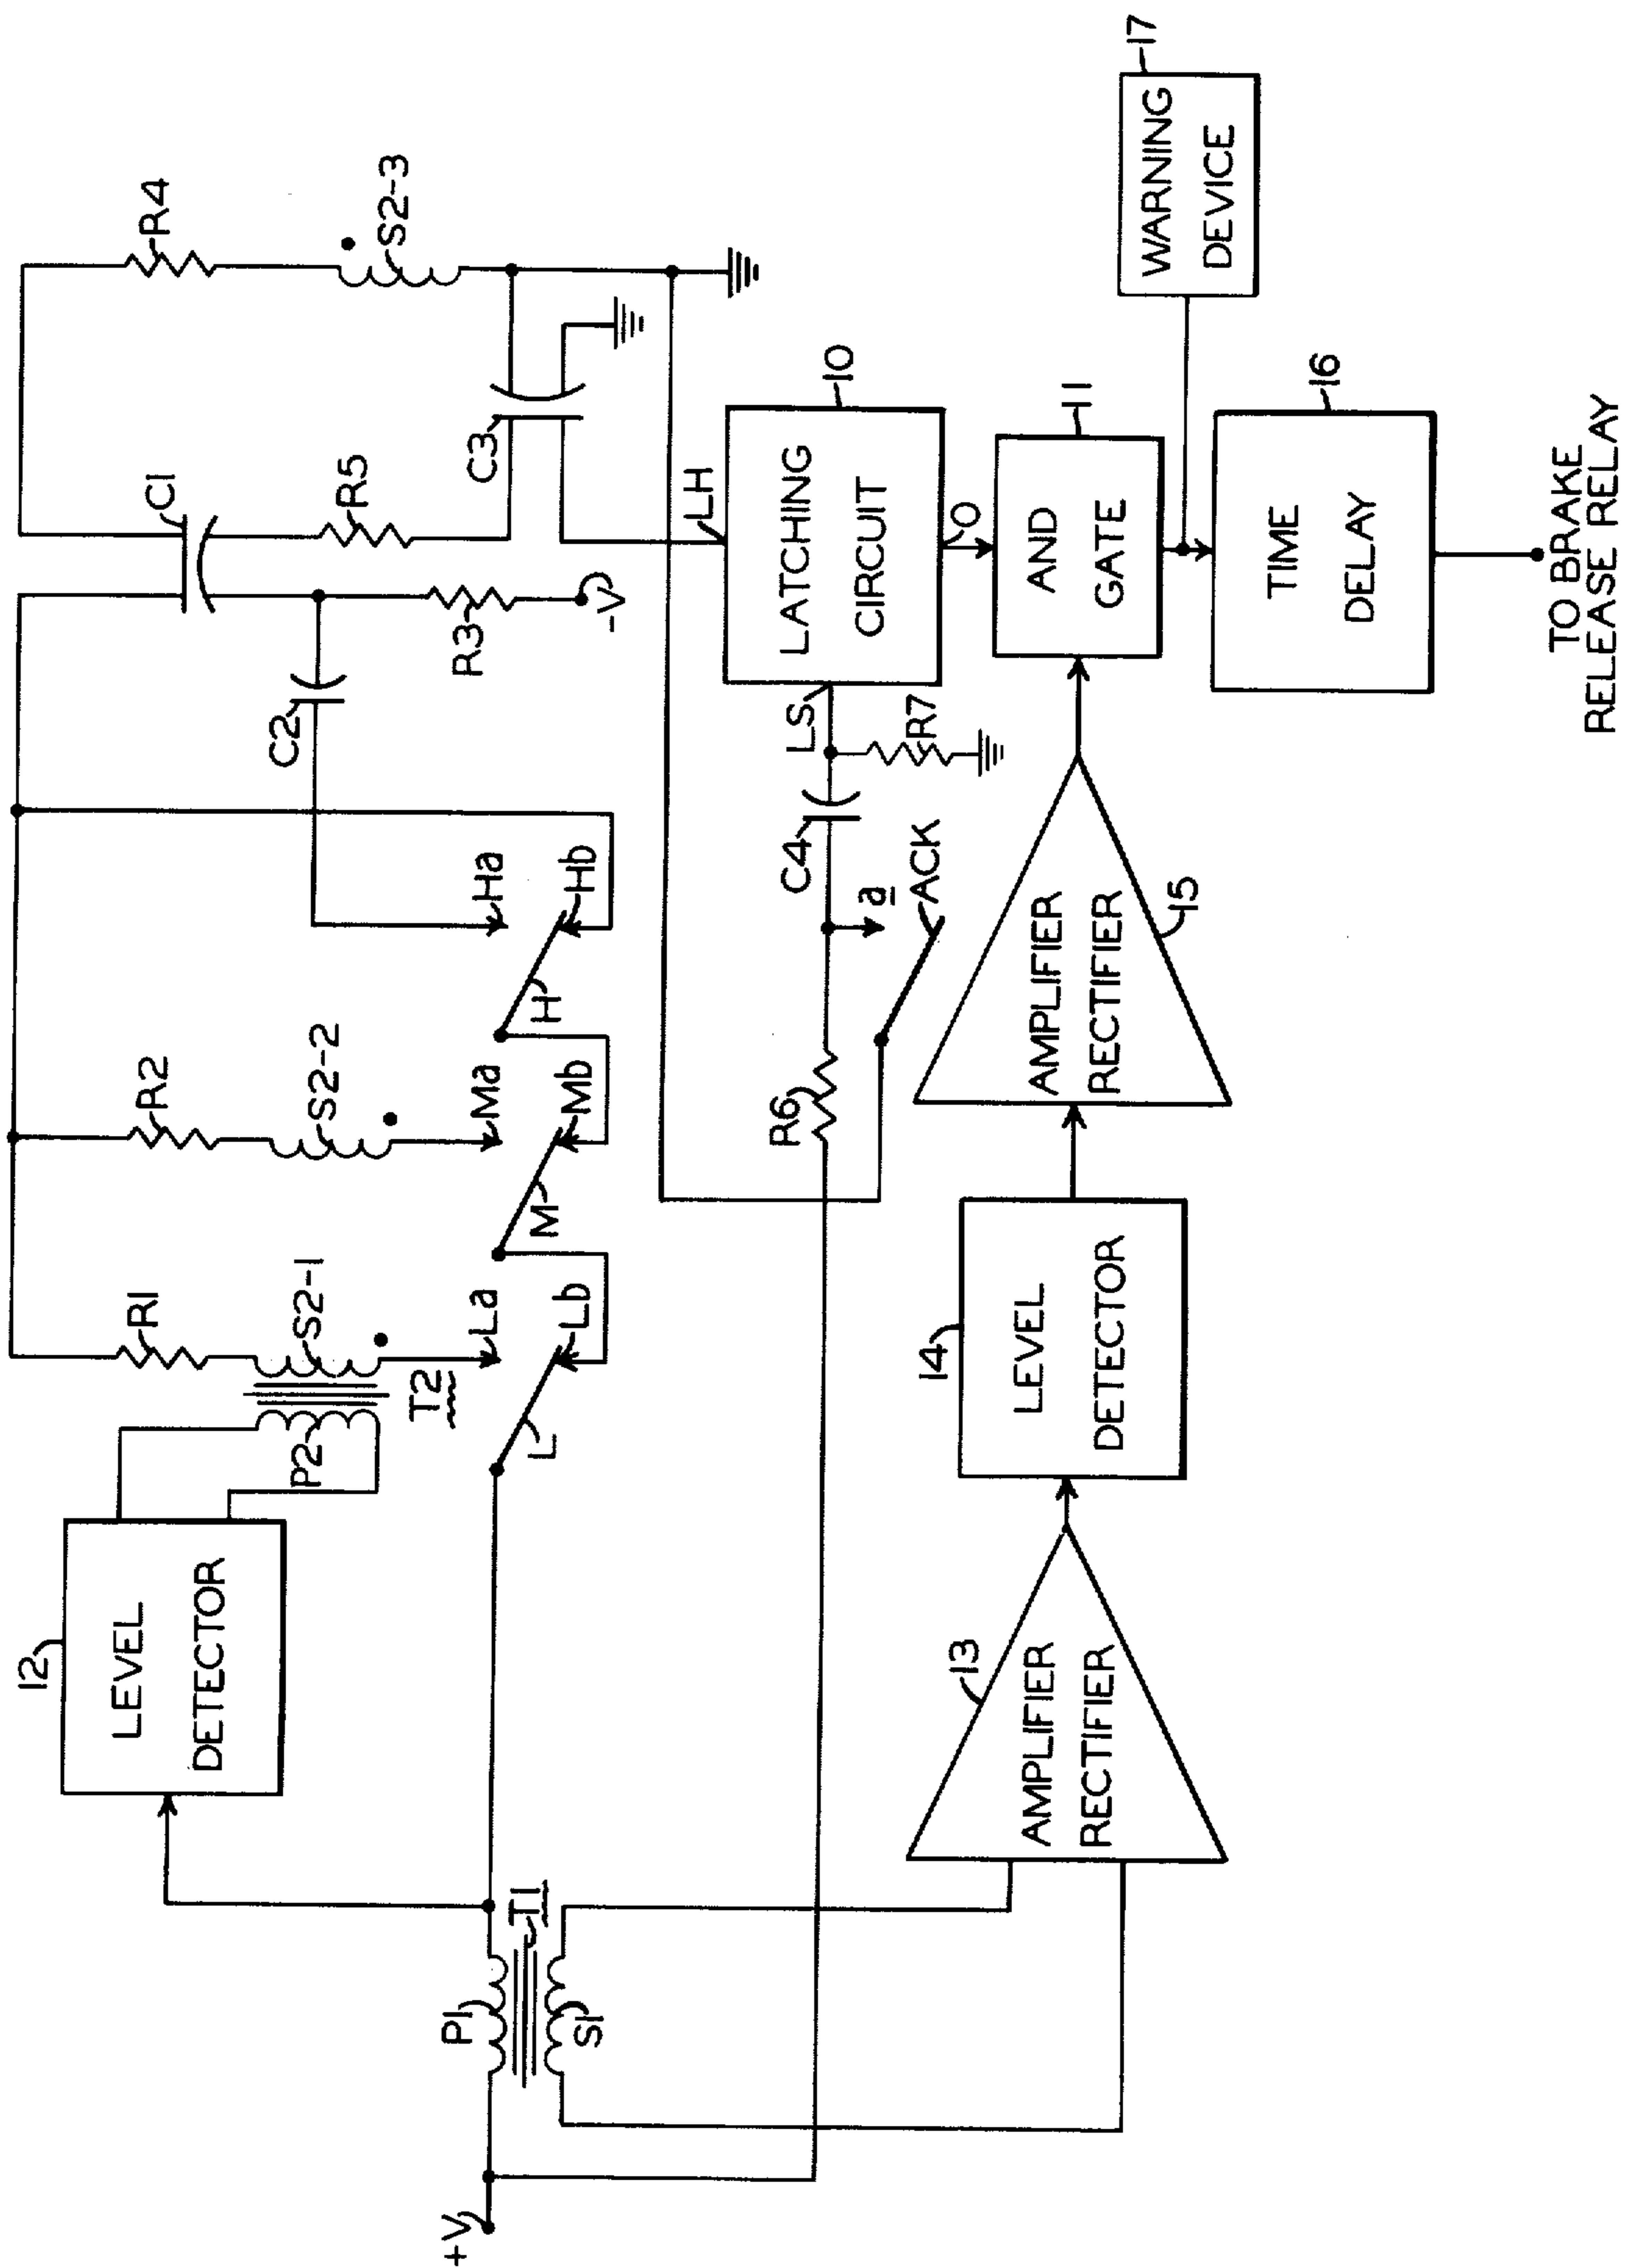 12
LEVEL
DETECTOR
P2
T2
S2-1
R1
R2
S2-2
La
Lb
L
Ma
Mb
M
Ha
Hb
H
C2
C1
R3
-V
R5
C3
R4
S2-3
+V
P1
T1
S1
R6
C4
a
ACK
LS
R7
LH
LATCHING
CIRCUIT
10
O
AND
GATE
11
13
AMPLIFIER
RECTIFIER
14
LEVEL
DETECTOR
AMPLIFIER
RECTIFIER
15
TIME
DELAY
16
WARNING
DEVICE
17
TO BRAKE
RELEASE RELAY